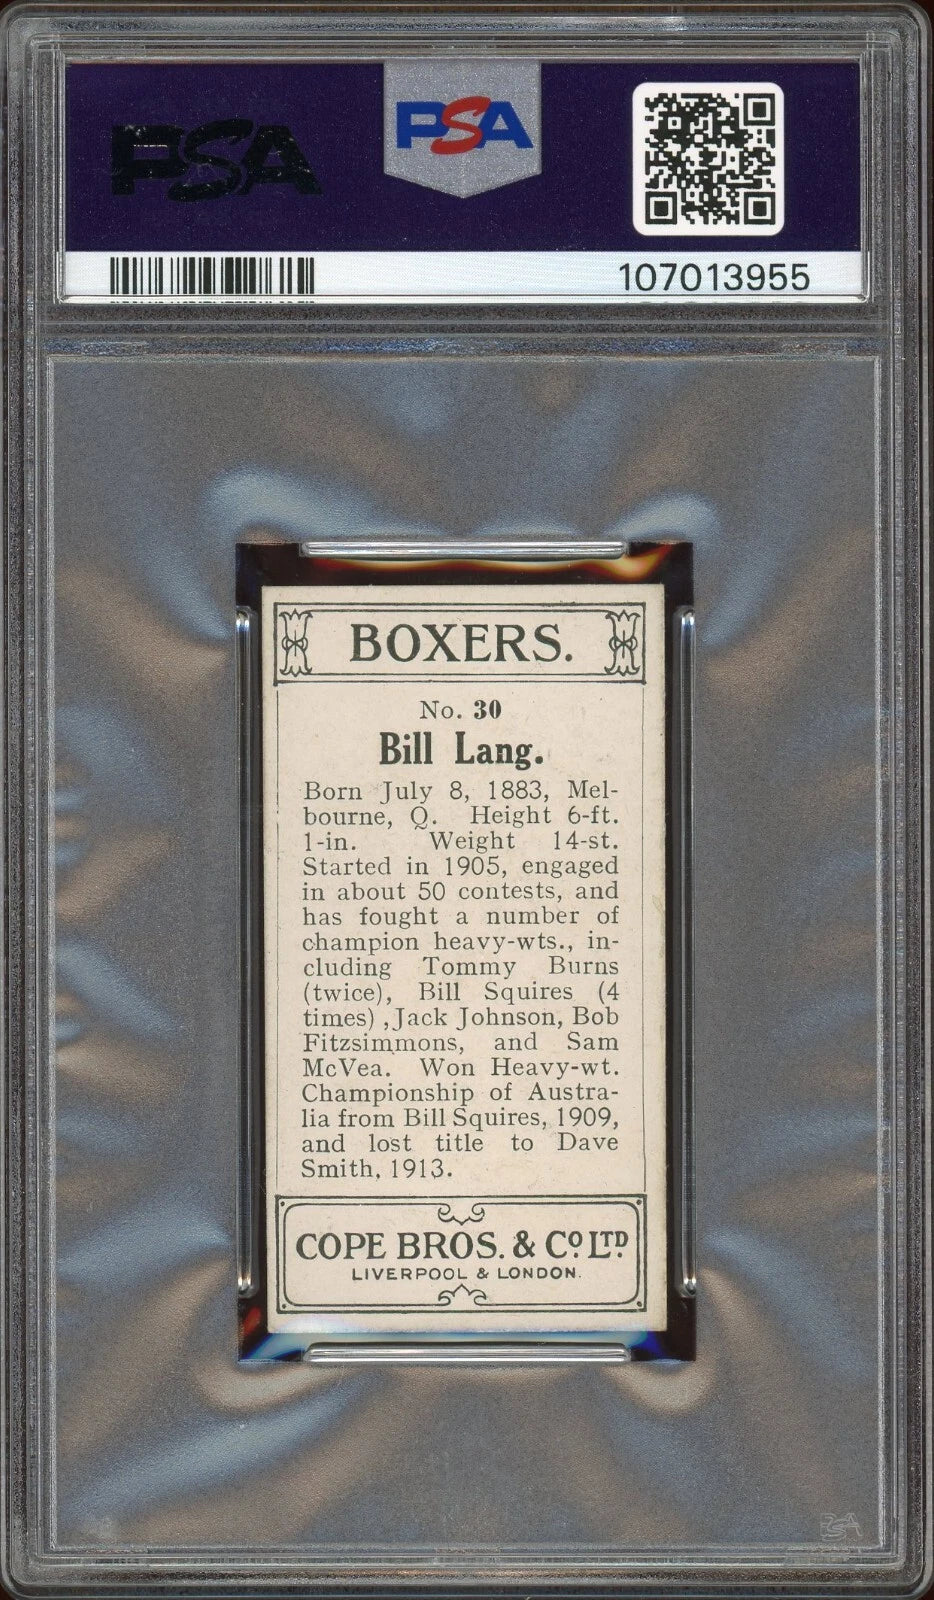 PSA
PSA
107013955
BOXERS.
No. 30
Bill Lang.
Born July 8, 1883, Mel-
bourne, Q. Height 6-ft.
1-in. Weight 14-st.
Started in 1905, engaged
in about 50 contests, and
has fought a number of
champion heavy-wts., in-
cluding Tommy Burns
(twice), Bill Squires (4
times) ,Jack Johnson, Bob
Fitzsimmons, and Sam
McVea. Won Heavy-wt.
Championship of Austra-
lia from Bill Squires, 1909,
and lost title to Dave
Smith, 1913.
COPE BROS. & CO. LTD.
LIVERPOOL & LONDON.
PSA